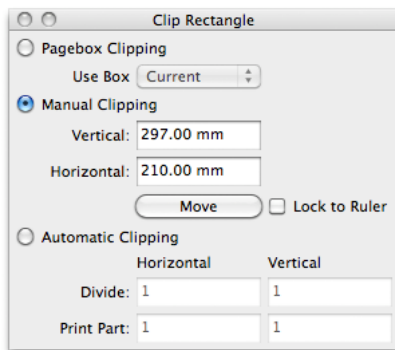 Clip Rectangle
Pagebox Clipping
Use Box Current
Manual Clipping
Vertical: 297.00 mm
Horizontal: 210.00 mm
Move Lock to Ruler
Automatic Clipping
Horizontal Vertical
Divide: 1 1
Print Part: 1 1